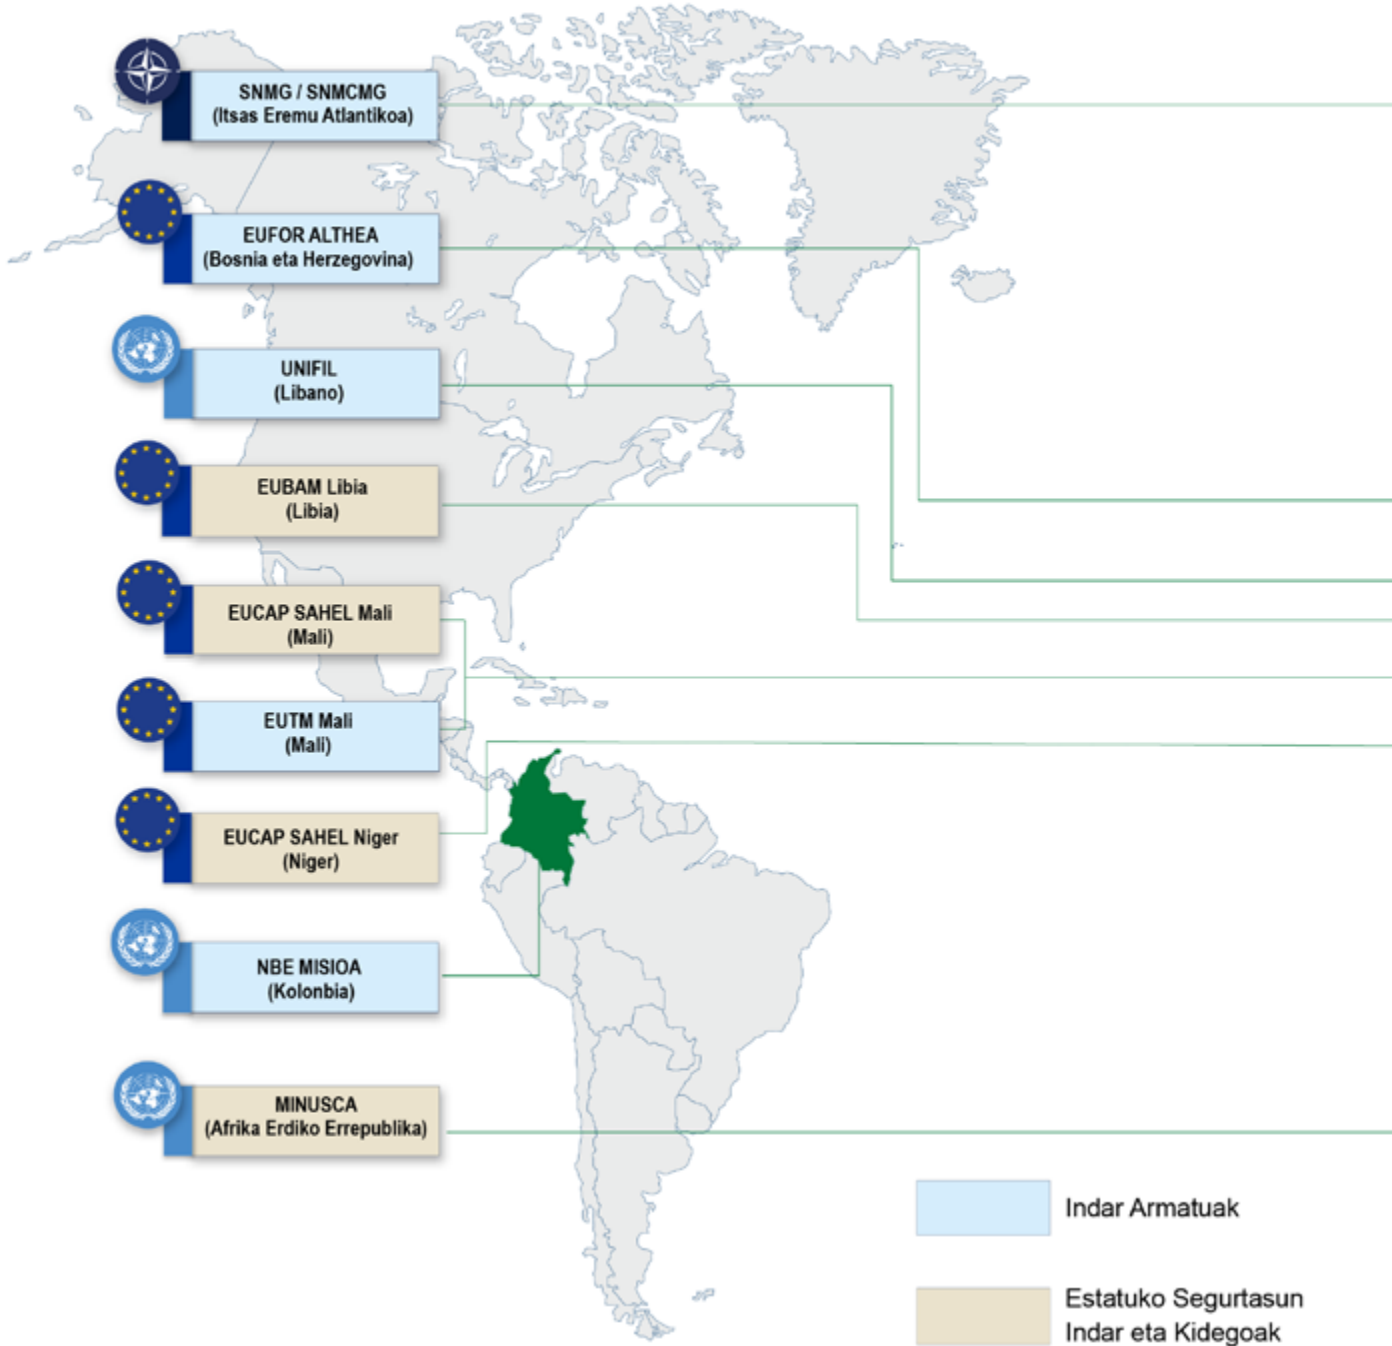 SNMG / SNMCMG
(Itsas Eremu Atlantikoa)
EUFOR ALTHEA
(Bosnia eta Herzegovina)
UNIFIL
(Libano)
EUBAM Libia
(Libia)
EUCAP SAHEL Mali
(Mali)
EUTM Mali
(Mali)
EUCAP SAHEL Niger
(Niger)
NBE MISIOA
(Kolonbia)
MINUSCA
(Afrika Erdiko Errepublika)
Indar Armatuak
Estatuko Segurtasun
Indar eta Kidegoak